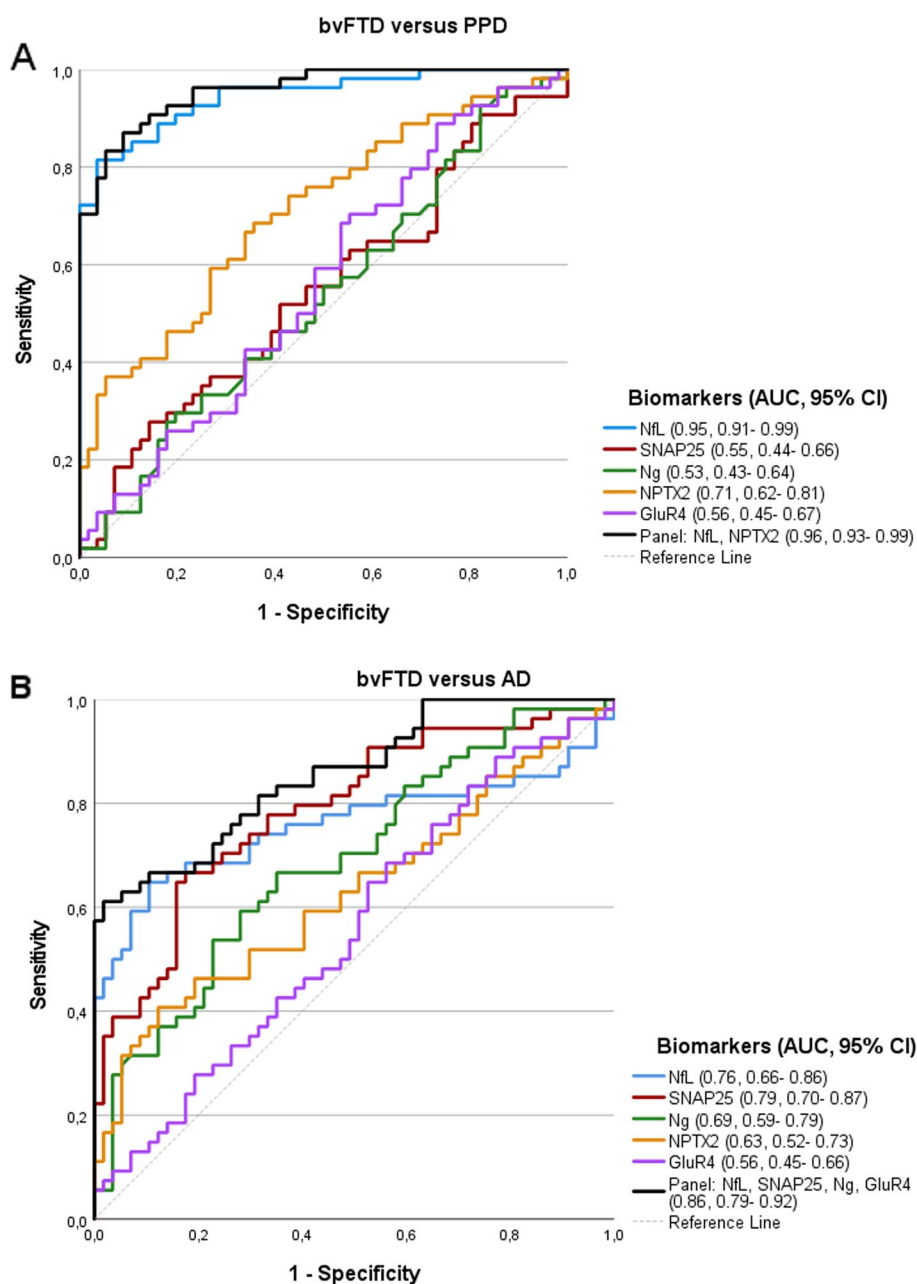 A
bvFTD versus PPD
1,0
0,8
0,6
0,4
0,2
0,0
Sensitivity
0,0 0,2 0,4 0,6 0,8 1,0
1 - Specificity
Biomarkers (AUC, 95% CI)
NfL (0.95, 0.91- 0.99)
SNAP25 (0.55, 0.44- 0.66)
Ng (0.53, 0.43- 0.64)
NPTX2 (0.71, 0.62- 0.81)
GluR4 (0.56, 0.45- 0.67)
Panel: NfL, NPTX2 (0.96, 0.93- 0.99)
Reference Line
B
bvFTD versus AD
1,0
0,8
0,6
0,4
0,2
0,0
Sensitivity
0,0 0,2 0,4 0,6 0,8 1,0
1 - Specificity
Biomarkers (AUC, 95% CI)
NfL (0.76, 0.66- 0.86)
SNAP25 (0.79, 0.70- 0.87)
Ng (0.69, 0.59- 0.79)
NPTX2 (0.63, 0.52- 0.73)
GluR4 (0.56, 0.45- 0.66)
Panel: NfL, SNAP25, Ng, GluR4
(0.86, 0.79- 0.92)
Reference Line